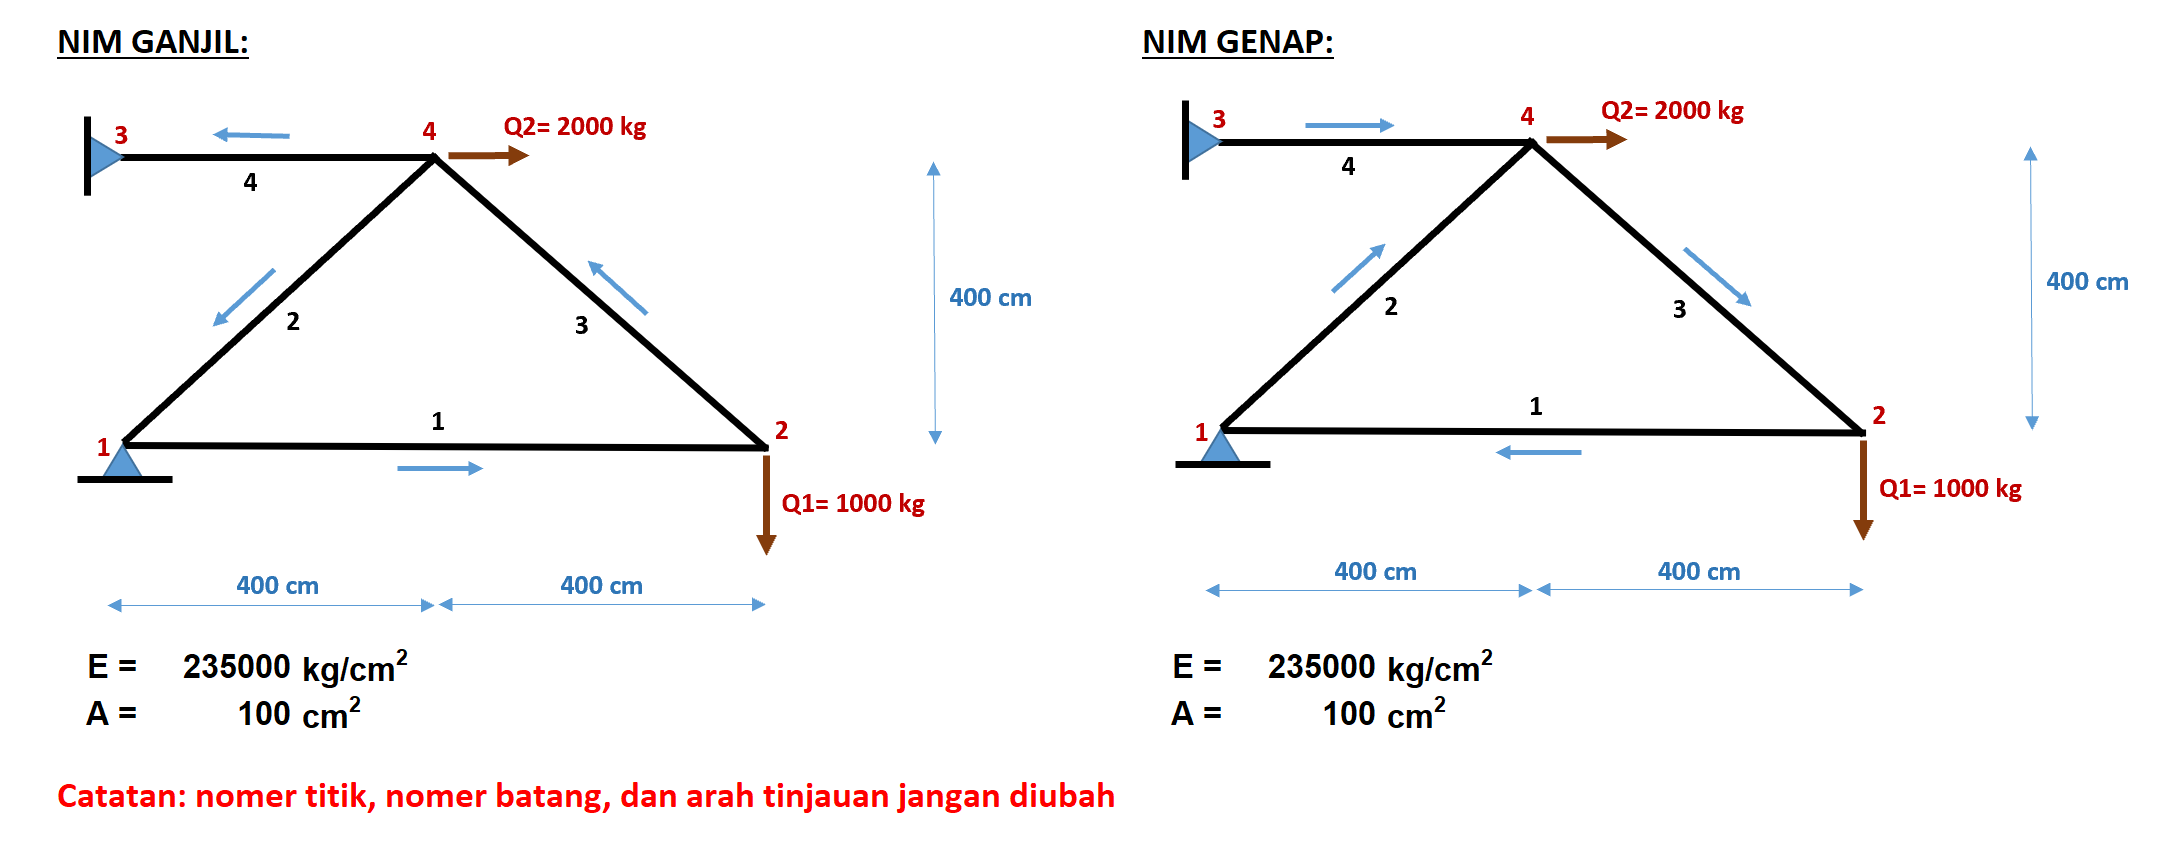 NIM GANJIL:
3
4
Q2= 2000 kg
4
400 cm
2
3
1
2
1
Q1= 1000 kg
400 cm
400 cm
E = 235000 kg/cm²
A = 100 cm²
NIM GENAP:
3
4
Q2= 2000 kg
4
400 cm
2
3
1
2
1
Q1= 1000 kg
400 cm
400 cm
E = 235000 kg/cm²
A = 100 cm²
Catatan: nomer titik, nomer batang, dan arah tinjauan jangan diubah